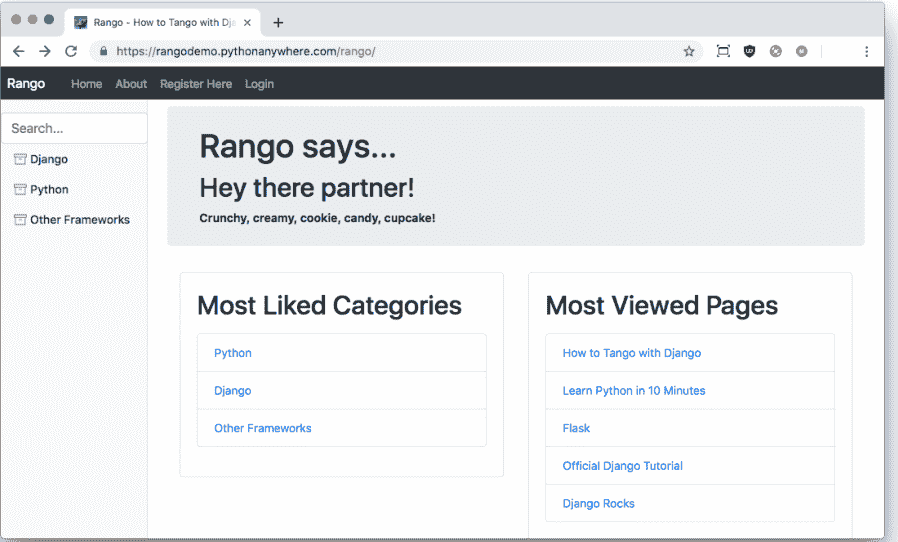 Rango - How to Tango with Dj
https://rangodemo.pythonanywhere.com/rango/
Rango Home About Register Here Login
Search...
Django
Python
Other Frameworks
Rango says...
Hey there partner!
Crunchy, creamy, cookie, candy, cupcake!
Most Liked Categories
Python
Django
Other Frameworks
Most Viewed Pages
How to Tango with Django
Learn Python in 10 Minutes
Flask
Official Django Tutorial
Django Rocks